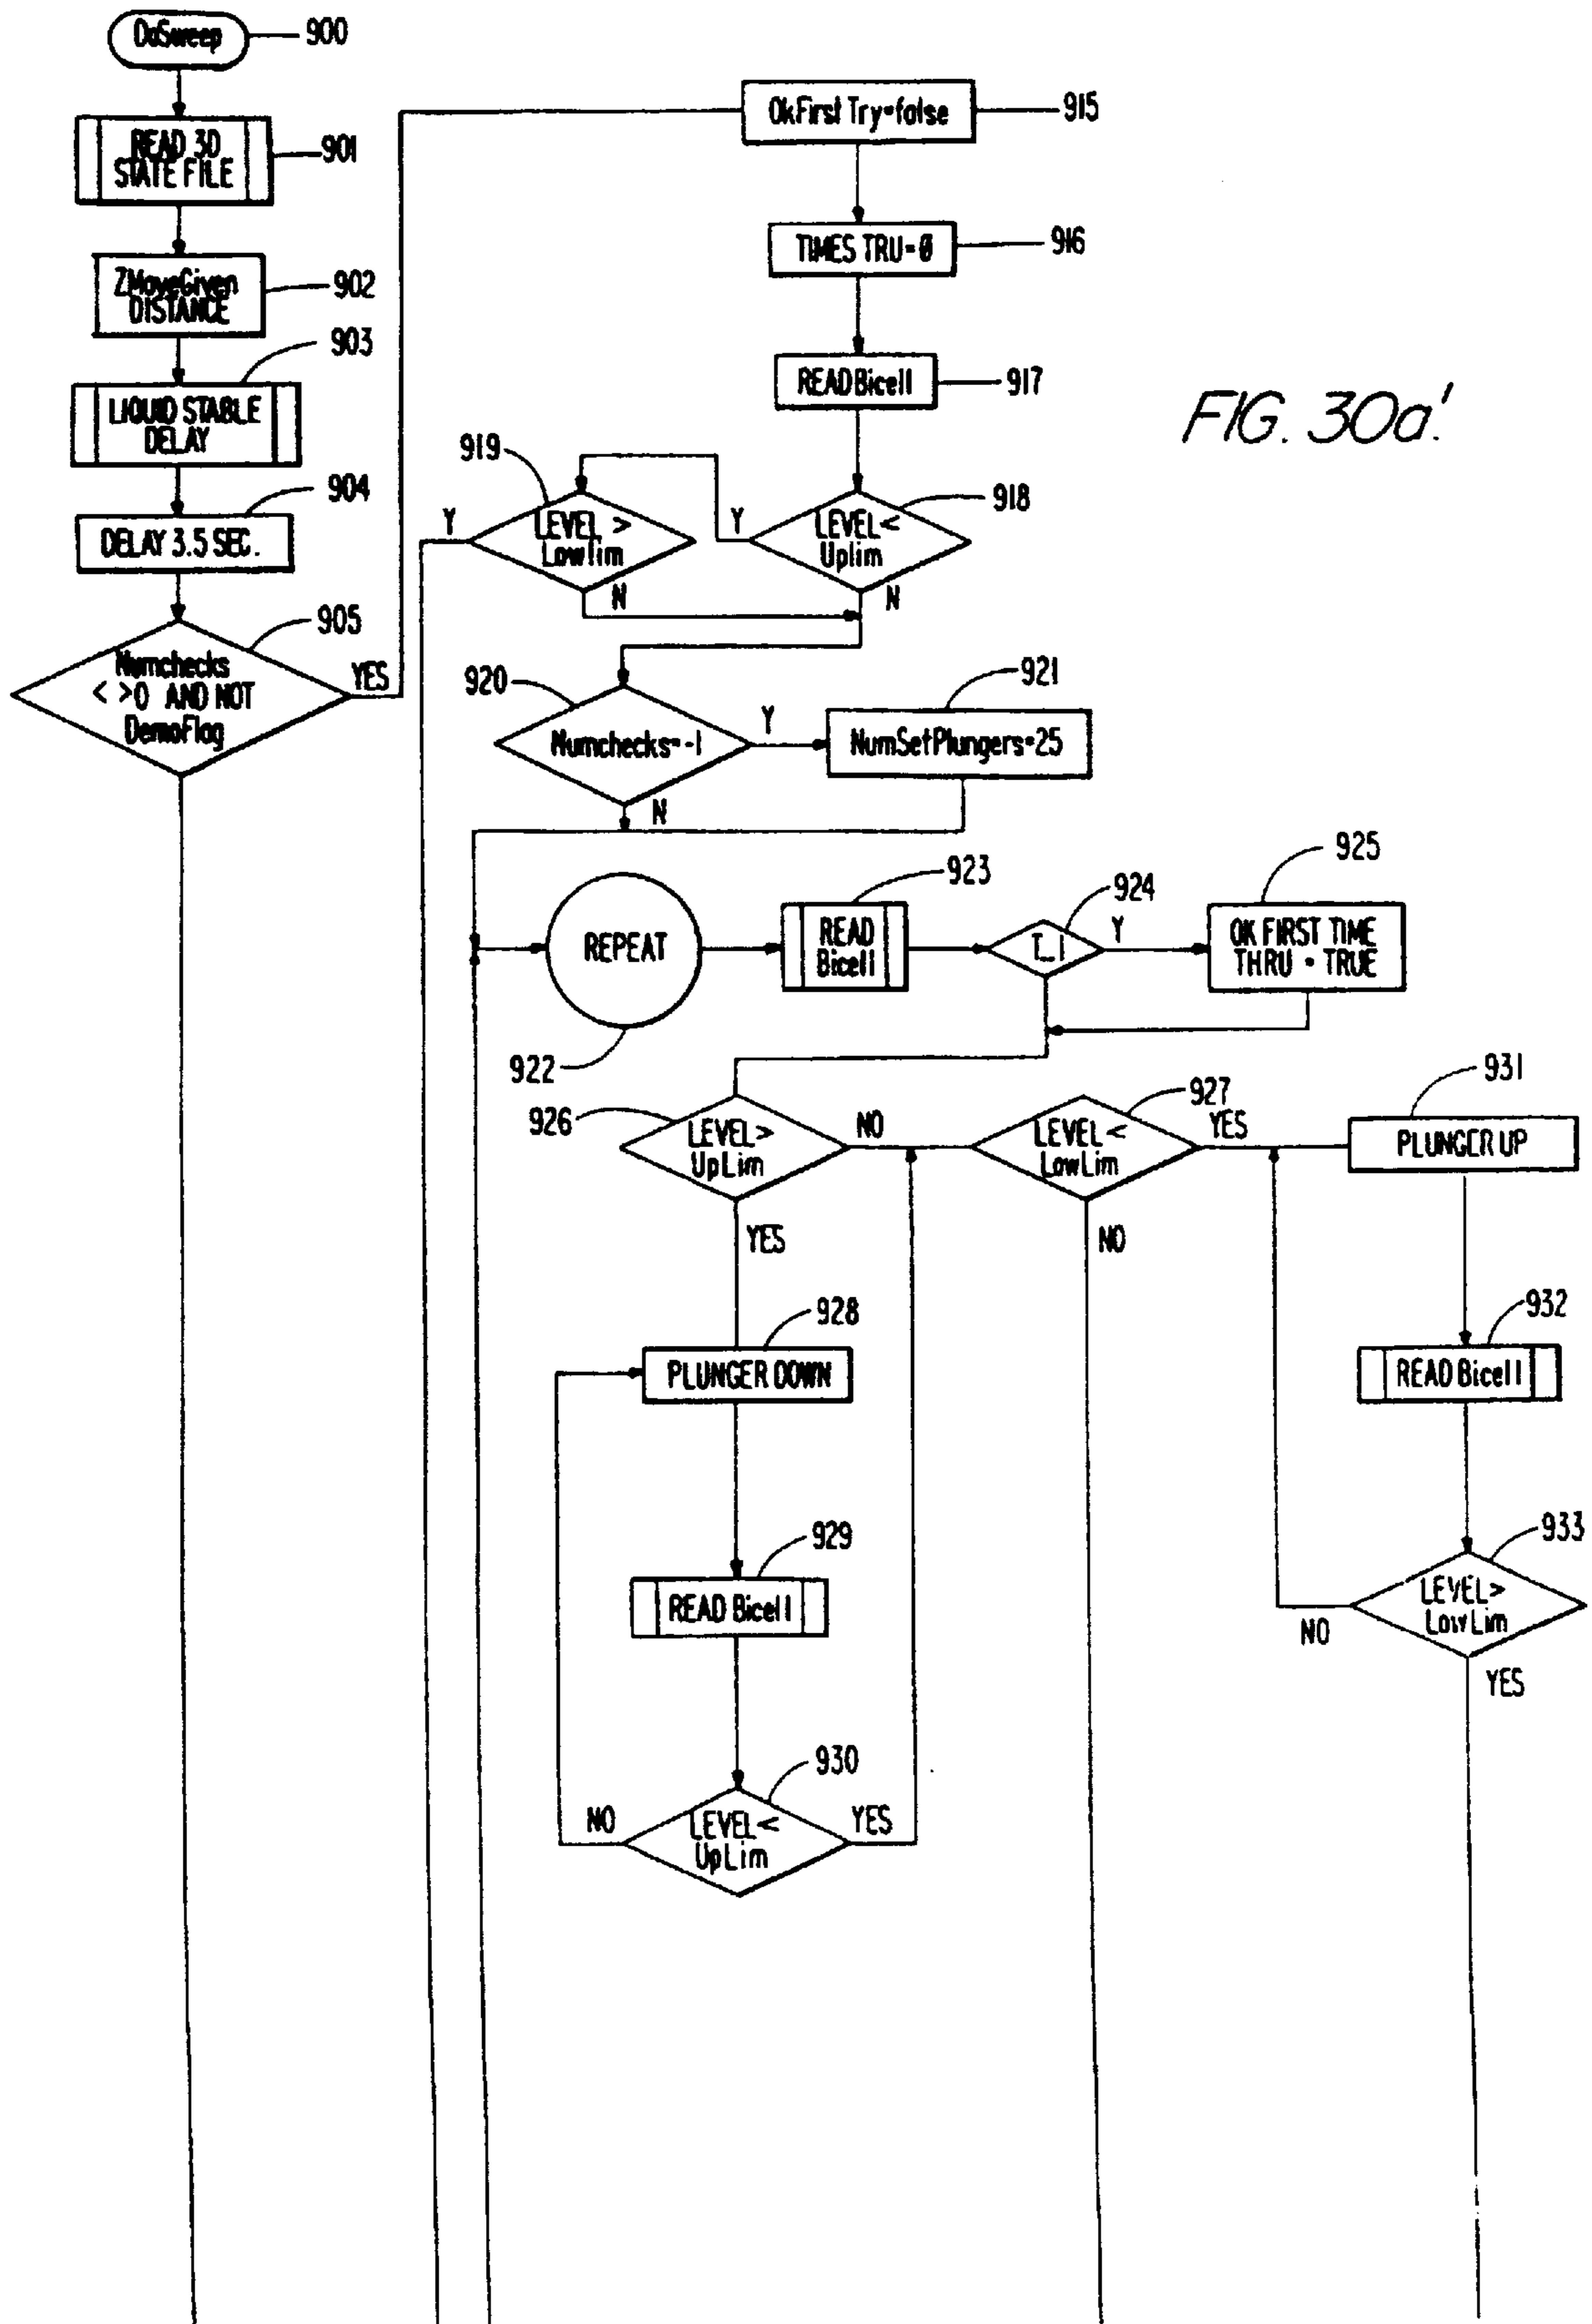 DoSweep
900
READ 3D
STATE FILE
901
ZMoveGiven
DISTANCE
902
903
LIQUID STABLE
DELAY
904
DELAY 3.5 SEC.
905
Numchecks
< >0 AND NOT
DemoFlag
YES
OkFirst Try=false
915
TIMES TRU=0
916
READ Bicell
917
FIG. 30a'.
918
LEVEL <
Uplim
Y
N
919
LEVEL >
Lowlim
Y
N
920
Numchecks=-1
Y
N
921
NumSetPlungers=25
REPEAT
922
923
READ
Bicell
924
T_1
Y
925
OK FIRST TIME
THRU = TRUE
926
LEVEL>
UpLim
NO
YES
927
LEVEL <
LowLim
YES
NO
931
PLUNGER UP
928
PLUNGER DOWN
932
READ Bicell
929
READ Bicell
933
LEVEL>
LowLim
NO
YES
930
LEVEL <
UpLim
NO
YES